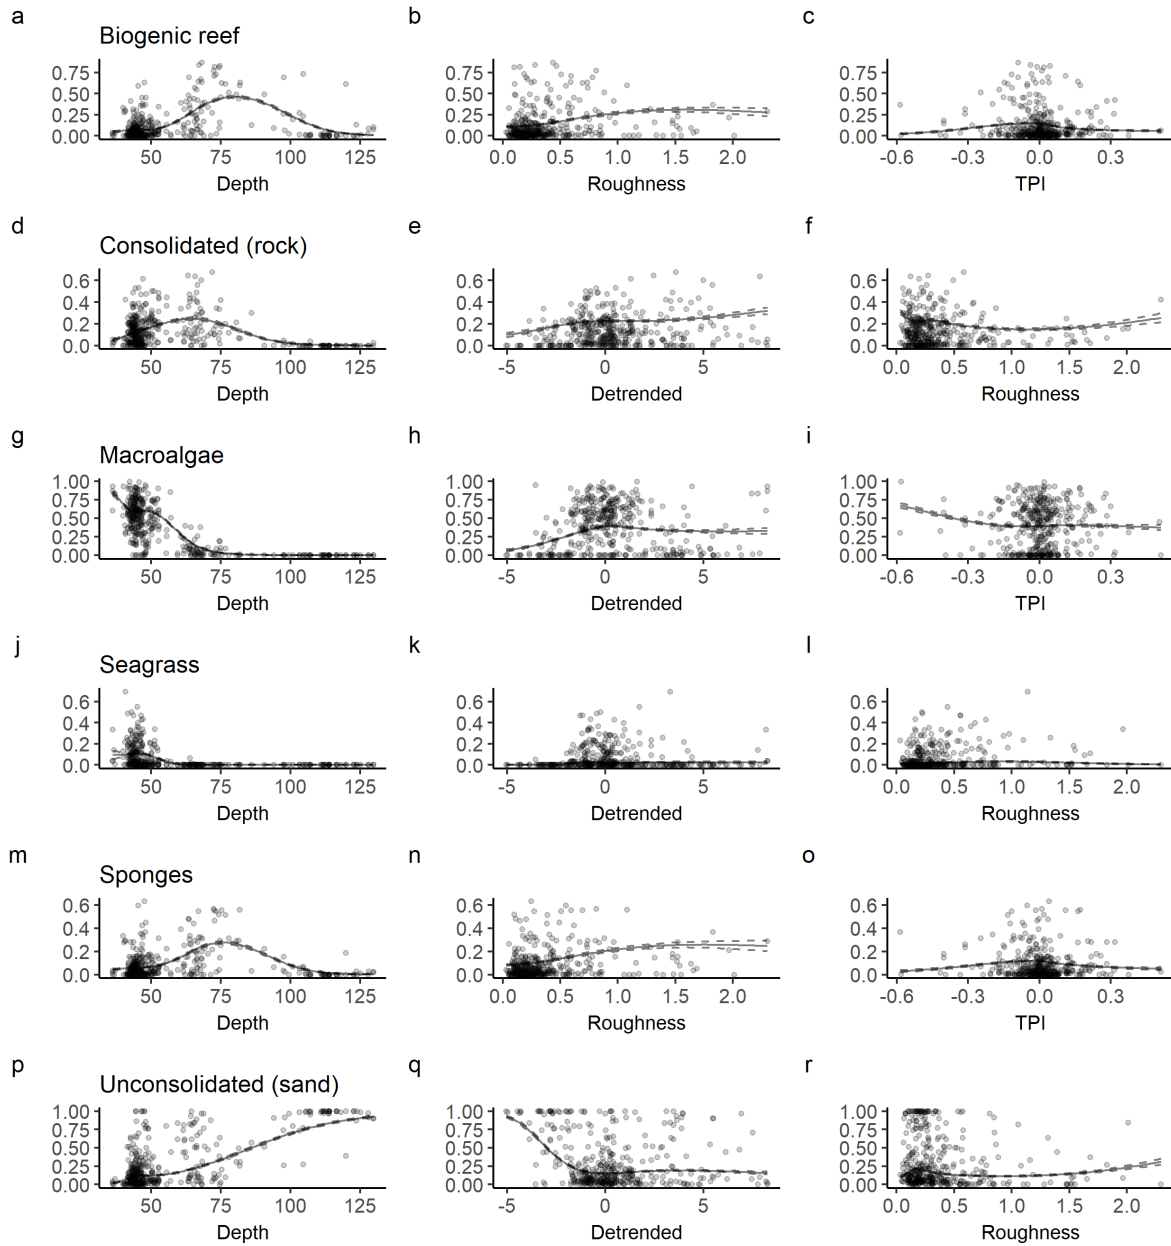 a b c
Biogenic reef
0.75 0.75 0.75
0.50 0.50 0.50
0.25 0.25 0.25
0.00 0.00 0.00
50 75 100 125 0.0 0.5 1.0 1.5 2.0 -0.6 -0.3 0.0 0.3
Depth Roughness TPI
d e f
Consolidated (rock)
0.6 0.6 0.6
0.4 0.4 0.4
0.2 0.2 0.2
0.0 0.0 0.0
50 75 100 125 -5 0 5 0.0 0.5 1.0 1.5 2.0
Depth Detrended Roughness
g h i
Macroalgae
1.00 1.00 1.00
0.75 0.75 0.75
0.50 0.50 0.50
0.25 0.25 0.25
0.00 0.00 0.00
50 75 100 125 -5 0 5 -0.6 -0.3 0.0 0.3
Depth Detrended TPI
j k l
Seagrass
0.6 0.6 0.6
0.4 0.4 0.4
0.2 0.2 0.2
0.0 0.0 0.0
50 75 100 125 -5 0 5 0.0 0.5 1.0 1.5 2.0
Depth Detrended Roughness
m n o
Sponges
0.6 0.6 0.6
0.4 0.4 0.4
0.2 0.2 0.2
0.0 0.0 0.0
50 75 100 125 0.0 0.5 1.0 1.5 2.0 -0.6 -0.3 0.0 0.3
Depth Roughness TPI
p q r
Unconsolidated (sand)
1.00 1.00 1.00
0.75 0.75 0.75
0.50 0.50 0.50
0.25 0.25 0.25
0.00 0.00 0.00
50 75 100 125 -5 0 5 0.0 0.5 1.0 1.5 2.0
Depth Detrended Roughness